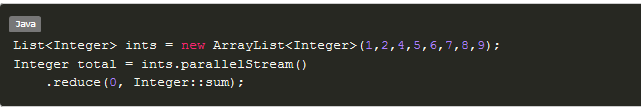 Java
List<Integer> ints = new ArrayList<Integer>(1,2,4,5,6,7,8,9);
Integer total = ints.parallelStream()
    .reduce(0, Integer::sum);